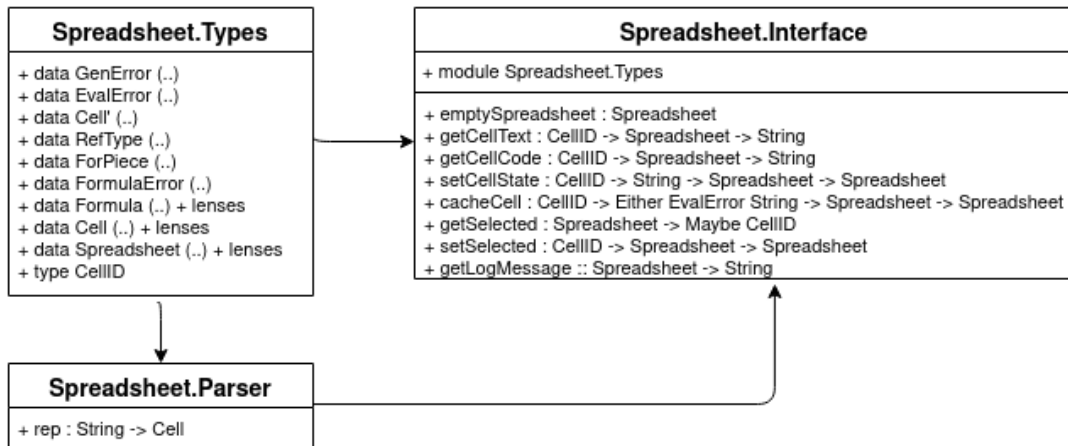 Spreadsheet.Types
+ data GenError (..)
+ data EvalError (..)
+ data Cell' (..)
+ data RefType (..)
+ data ForPiece (..)
+ data FormulaError (..)
+ data Formula (..) + lenses
+ data Cell (..) + lenses
+ data Spreadsheet (..) + lenses
+ type CellID
Spreadsheet.Interface
+ module Spreadsheet.Types
+ emptySpreadsheet : Spreadsheet
+ getCellText : CellID -> Spreadsheet -> String
+ getCellCode : CellID -> Spreadsheet -> String
+ setCellState : CellID -> String -> Spreadsheet -> Spreadsheet
+ cacheCell : CellID -> Either EvalError String -> Spreadsheet -> Spreadsheet
+ getSelected : Spreadsheet -> Maybe CellID
+ setSelected : CellID -> Spreadsheet -> Spreadsheet
+ getLogMessage :: Spreadsheet -> String
Spreadsheet.Parser
+ rep : String -> Cell